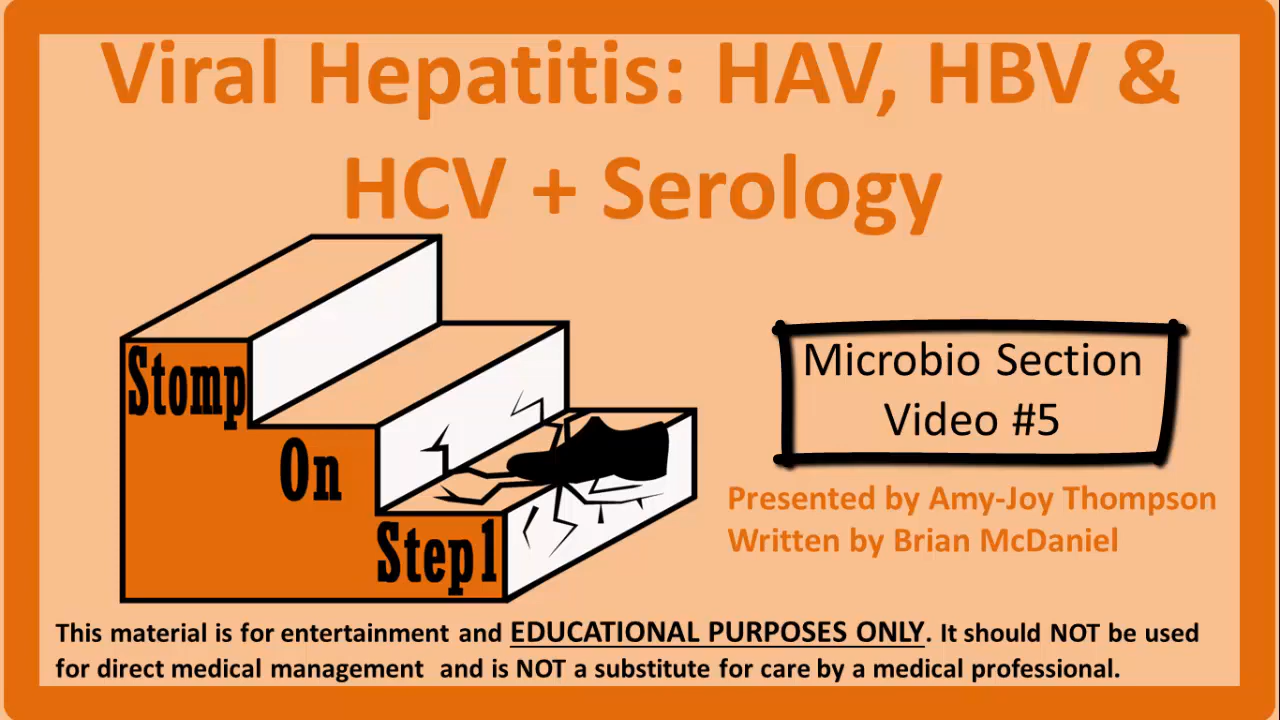 Viral Hepatitis: HAV, HBV &
HCV + Serology
Stomp
On
Step1
Microbio Section
Video #5
Presented by Amy-Joy Thompson
Written by Brian McDaniel
This material is for entertainment and EDUCATIONAL PURPOSES ONLY. It should NOT be used
for direct medical management and is NOT a substitute for care by a medical professional.